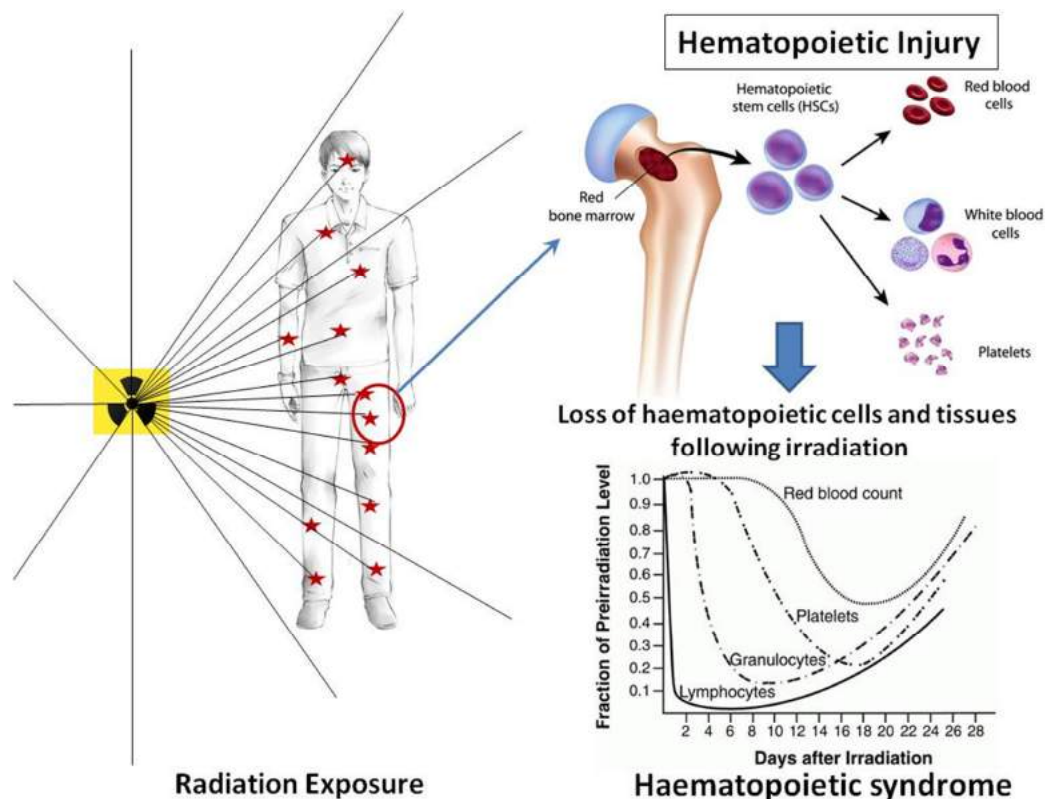 Hematopoietic Injury
Hematopoietic
stem cells (HSCs)
Red blood
cells
Red
bone marrow
White blood
cells
Platelets
Loss of haematopoietic cells and tissues
following irradiation
Fraction of Preirradiation Level
1.0
0.9
0.8
0.7
0.6
0.5
0.4
0.3
0.2
0.1
Red blood count
Platelets
Granulocytes
Lymphocytes
2 4 6 8 10 12 14 16 18 20 22 24 26 28
Days after Irradiation
Radiation Exposure
Haematopoietic syndrome